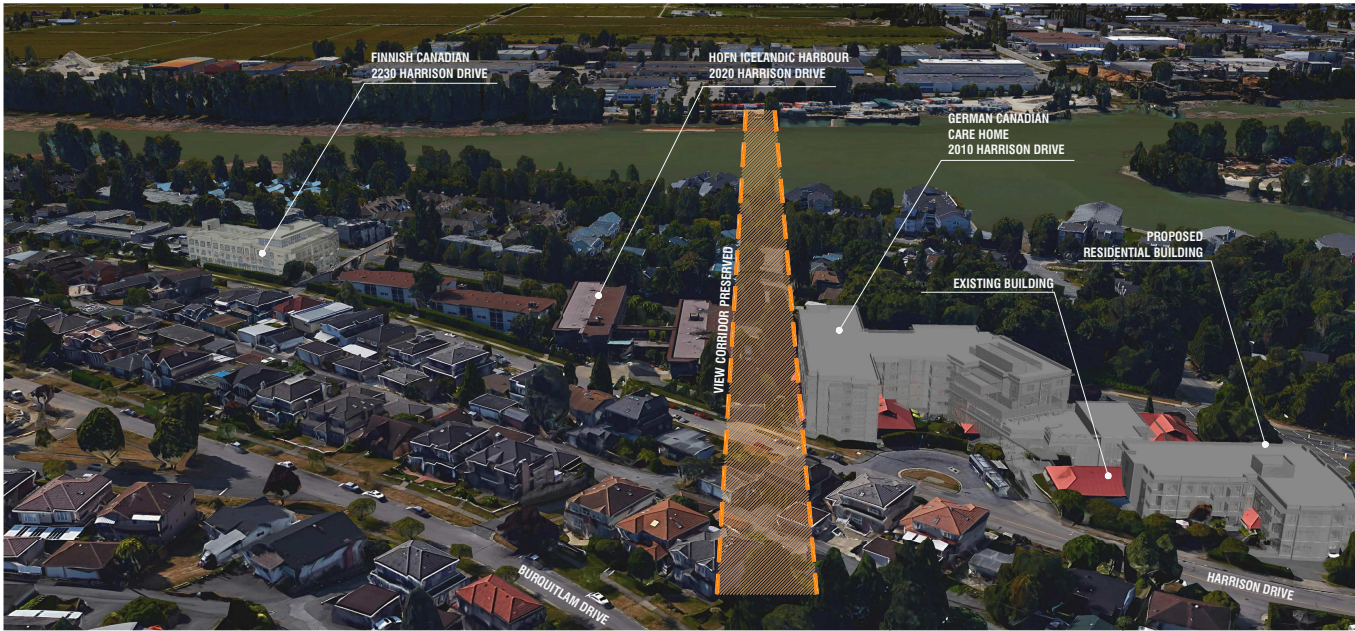 FINNISH CANADIAN
2230 HARRISON DRIVE
HOFN ICELANDIC HARBOUR
2020 HARRISON DRIVE
GERMAN CANADIAN
CARE HOME
2010 HARRISON DRIVE
PROPOSED
RESIDENTIAL BUILDING
EXISTING BUILDING
VIEW CORRIDOR PRESERVED
BURQUITLAM DRIVE
HARRISON DRIVE